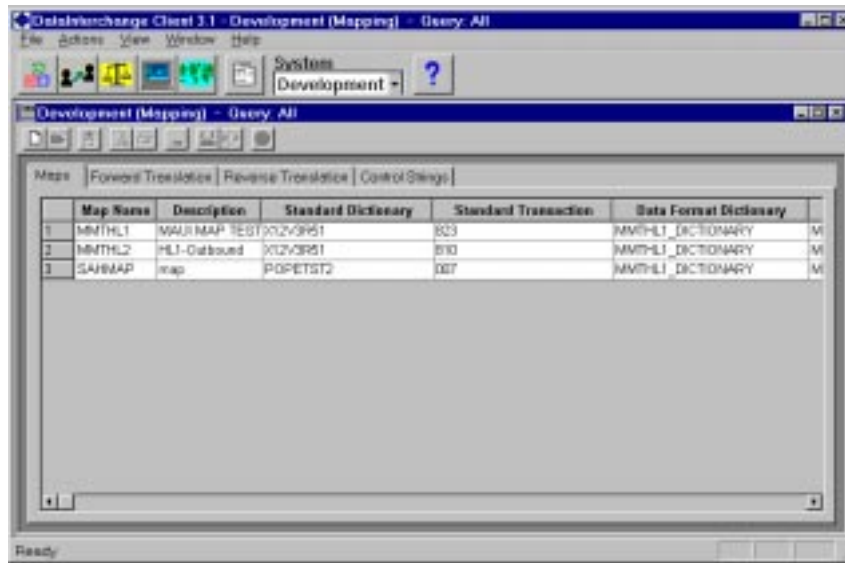 DataInterchange Client 3.1 - Development (Mapping) - Query: All
File Actions View Window Help
System
Development
?
Development (Mapping) - Query: All
Maps Forward Translation Reverse Translation Control Strings
Map Name Description Standard Dictionary Standard Transaction Data Format Dictionary
1 MMTHL1 MAUI MAP TEST X12V3R51 823 MMTHL1_DICTIONARY M
2 MMTHL2 HL1-Outbound X12V3R51 810 MMTHL1_DICTIONARY M
3 SAHMAP map POPETST2 007 MMTHL1_DICTIONARY M
Ready